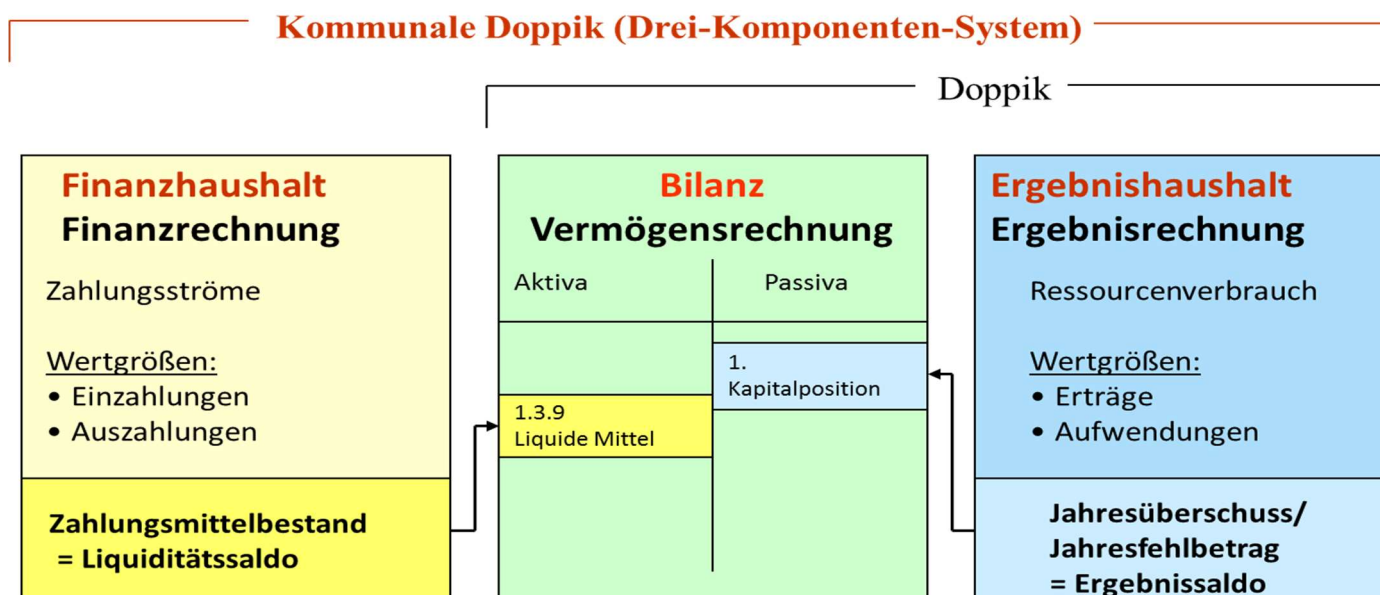 Kommunale Doppik (Drei-Komponenten-System)
Doppik
Finanzhaushalt
Finanzrechnung
Zahlungsströme
Wertgrößen:
• Einzahlungen
• Auszahlungen
Zahlungsmittelbestand
= Liquiditätssaldo
Bilanz
Vermögensrechnung
Aktiva
Passiva
1.
Kapitalposition
1.3.9
Liquide Mittel
Ergebnishaushalt
Ergebnisrechnung
Ressourcenverbrauch
Wertgrößen:
• Erträge
• Aufwendungen
Jahresüberschuss/
Jahresfehlbetrag
= Ergebnissaldo